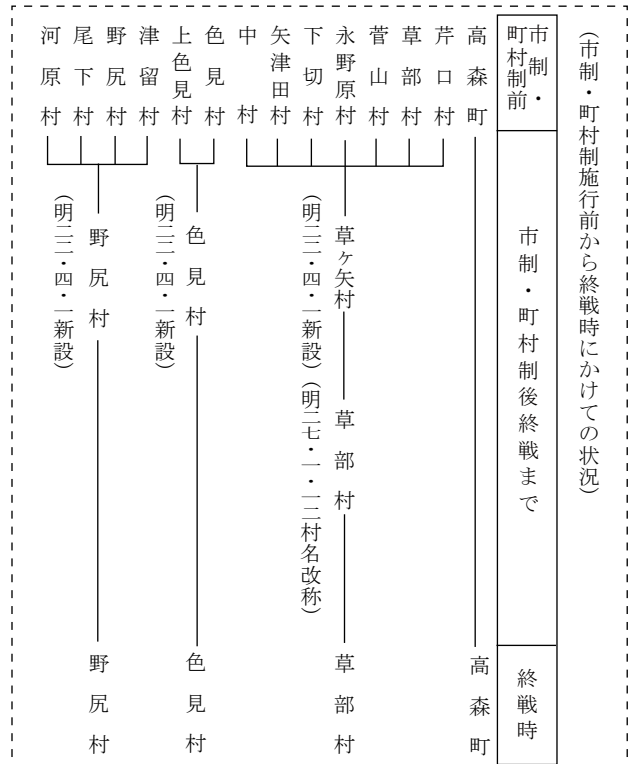 （市制・町村制施行前から終戦時にかけての状況）
市制・町村制前
市制・町村制後終戦まで
終戦時
高森町
高森町
芹口村
草部村
菅山村
永野原村
下切村
矢津田村
中村
草ヶ矢村
（明二二・四・一新設）
草部村
（明二七・一・一二村名改称）
草部村
色見村
上色見村
色見村
（明二二・四・一新設）
色見村
津留村
野尻村
尾下村
河原村
野尻村
（明二二・四・一新設）
野尻村